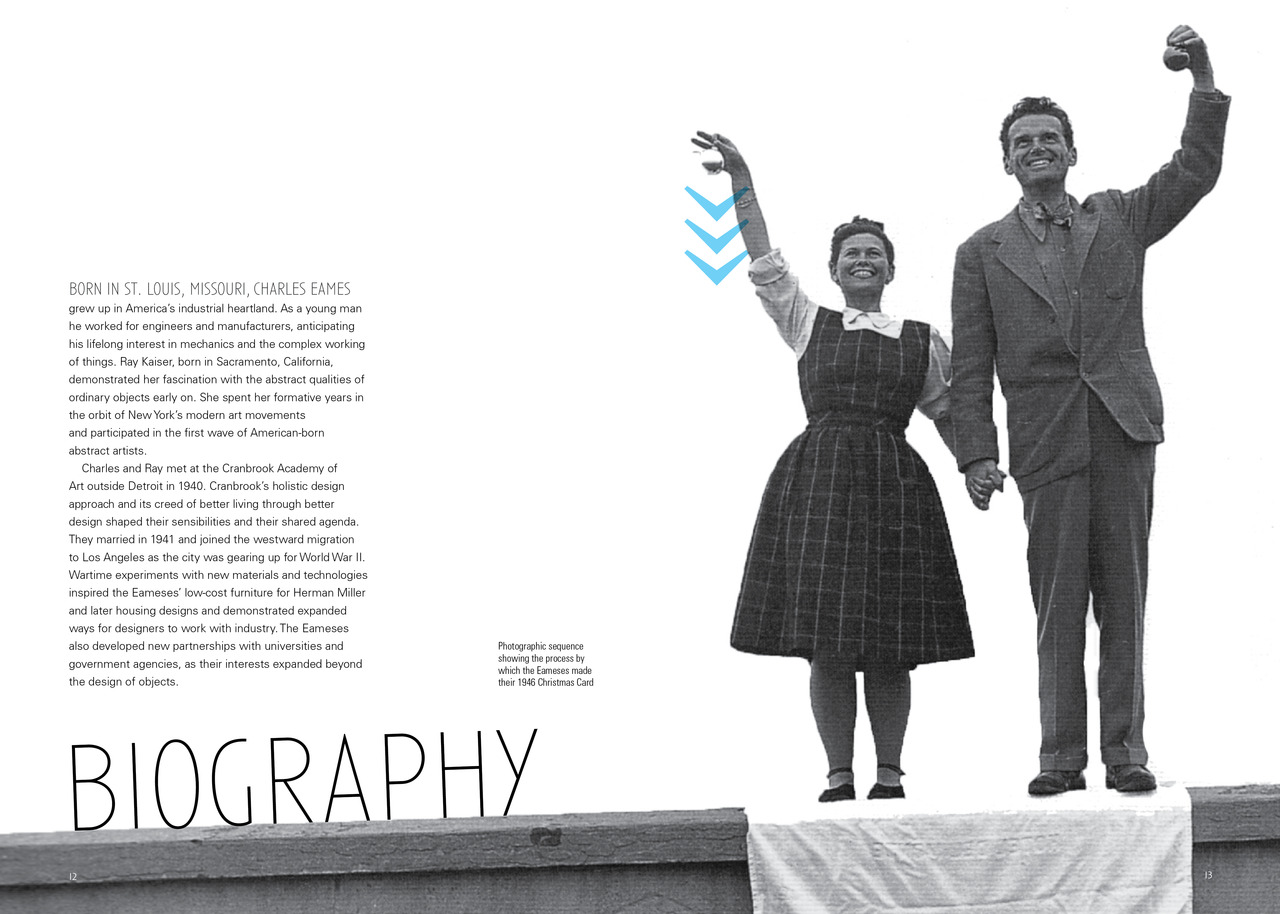 BORN IN ST. LOUIS, MISSOURI, CHARLES EAMES
grew up in America’s industrial heartland. As a young man
he worked for engineers and manufacturers, anticipating
his lifelong interest in mechanics and the complex working
of things. Ray Kaiser, born in Sacramento, California,
demonstrated her fascination with the abstract qualities of
ordinary objects early on. She spent her formative years in
the orbit of New York’s modern art movements
and participated in the first wave of American-born
abstract artists.
Charles and Ray met at the Cranbrook Academy of
Art outside Detroit in 1940. Cranbrook’s holistic design
approach and its creed of better living through better
design shaped their sensibilities and their shared agenda.
They married in 1941 and joined the westward migration
to Los Angeles as the city was gearing up for World War II.
Wartime experiments with new materials and technologies
inspired the Eameses’ low-cost furniture for Herman Miller
and later housing designs and demonstrated expanded
ways for designers to work with industry. The Eameses
also developed new partnerships with universities and
government agencies, as their interests expanded beyond
the design of objects.
Photographic sequence
showing the process by
which the Eameses made
their 1946 Christmas Card
BIOGRAPHY
12
13